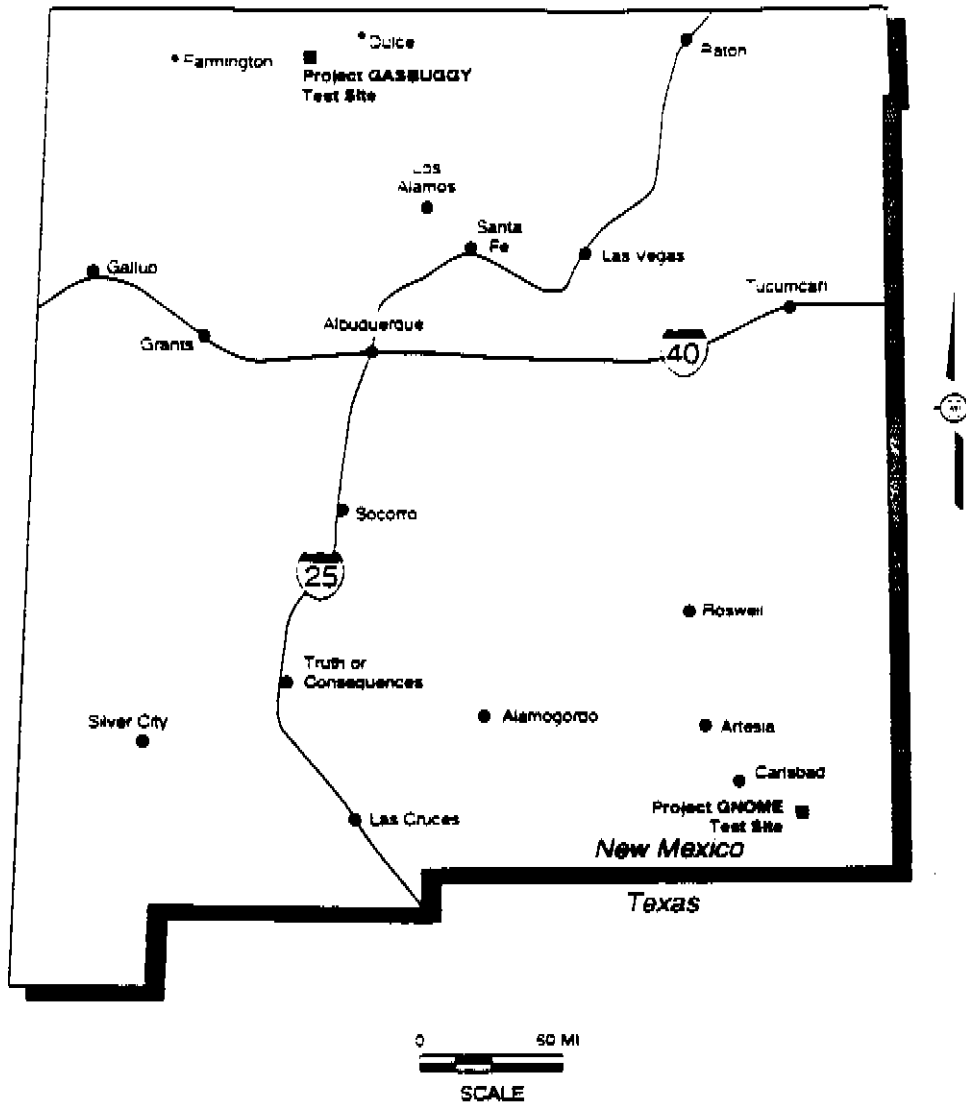 Dulce
Farmington
Raton
Project GASBUGGY
Test Site
Los
Alamos
Santa
Fe
Las Vegas
Gallup
Tucumcari
Albuquerque
Grants
40
Socorro
25
Roswell
Truth or
Consequences
Silver City
Alamogordo
Artesia
Carlsbad
Project GNOME
Test Site
Las Cruces
New Mexico
Texas
0 60 MI
SCALE